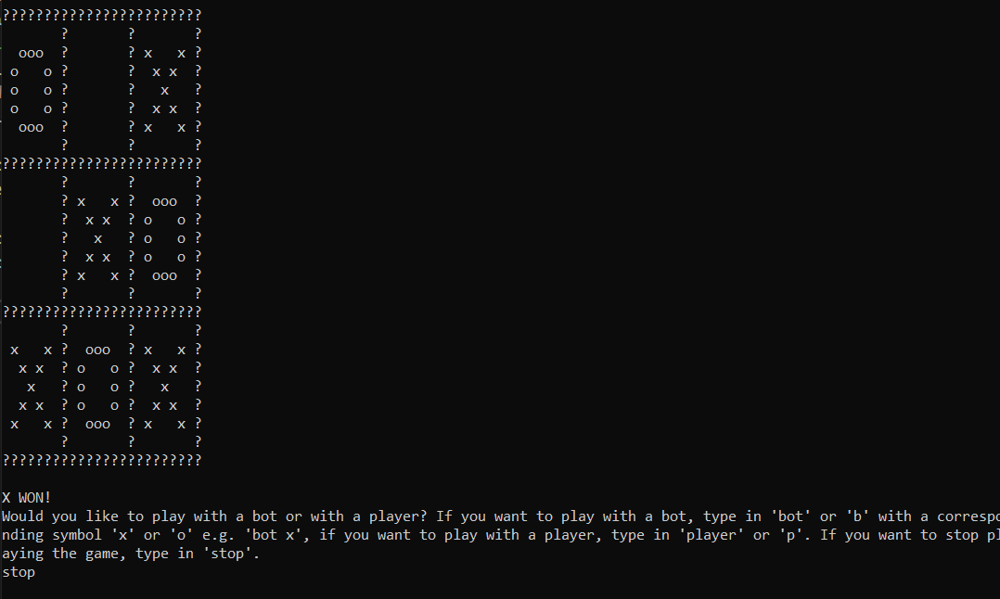 ????????????????????????
       ?       ?       ?
  ooo  ?       ? x   x ?
 o   o ?       ?  x x  ?
 o   o ?       ?   x   ?
 o   o ?       ?  x x  ?
  ooo  ?       ? x   x ?
       ?       ?       ?
????????????????????????
       ?       ?       ?
       ? x   x ?  ooo  ?
       ?  x x  ? o   o ?
       ?   x   ? o   o ?
       ?  x x  ? o   o ?
       ? x   x ?  ooo  ?
       ?       ?       ?
????????????????????????
       ?       ?       ?
 x   x ?  ooo  ? x   x ?
  x x  ? o   o ?  x x  ?
   x   ? o   o ?   x   ?
  x x  ? o   o ?  x x  ?
 x   x ?  ooo  ? x   x ?
       ?       ?       ?
????????????????????????
X WON!
Would you like to play with a bot or with a player? If you want to play with a bot, type in 'bot' or 'b' with a correspo
nding symbol 'x' or 'o' e.g. 'bot x', if you want to play with a player, type in 'player' or 'p'. If you want to stop pl
aying the game, type in 'stop'.
stop